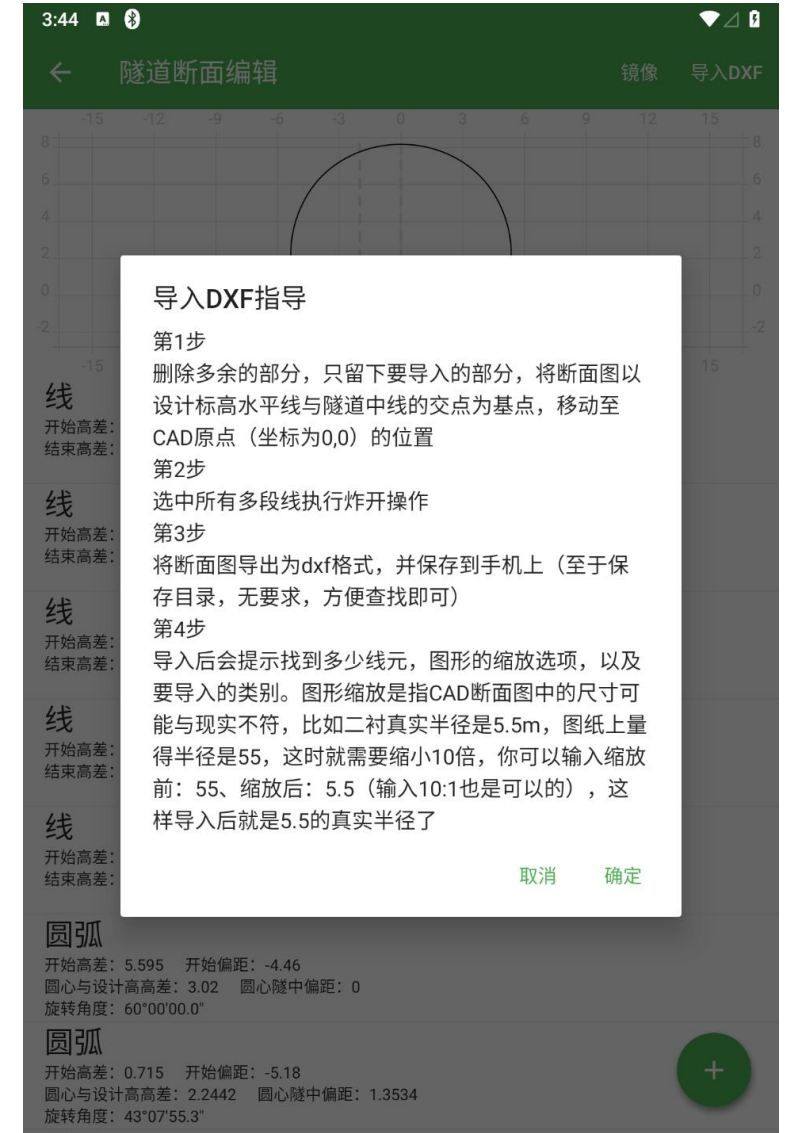 3:44
隧道断面编辑
镜像
导入DXF
-15 -12 -9 -6 -3 0 3 6 9 12 15
8 8
6 6
4 4
2 2
0 0
-2 -2
-15 15
导入DXF指导
第1步
删除多余的部分，只留下要导入的部分，将断面图以
设计标高水平线与隧道中线的交点为基点，移动至
CAD原点（坐标为0,0）的位置
第2步
选中所有多段线执行炸开操作
第3步
将断面图导出为dxf格式，并保存到手机上（至于保
存目录，无要求，方便查找即可）
第4步
导入后会提示找到多少线元，图形的缩放选项，以及
要导入的类别。图形缩放是指CAD断面图中的尺寸可
能与现实不符，比如二衬真实半径是5.5m，图纸上量
得半径是55，这时就需要缩小10倍，你可以输入缩放
前：55、缩放后：5.5（输入10:1也是可以的），这
样导入后就是5.5的真实半径了
取消 确定
线
开始高差：
结束高差：
线
开始高差：
结束高差：
线
开始高差：
结束高差：
线
开始高差：
结束高差：
线
开始高差：
结束高差：
圆弧
开始高差：5.595 开始偏距：-4.46
圆心与设计高高差：3.02 圆心隧中偏距：0
旋转角度：60°00'00.0"
圆弧
开始高差：0.715 开始偏距：-5.18
圆心与设计高高差：2.2442 圆心隧中偏距：1.3534
旋转角度：43°07'55.3"